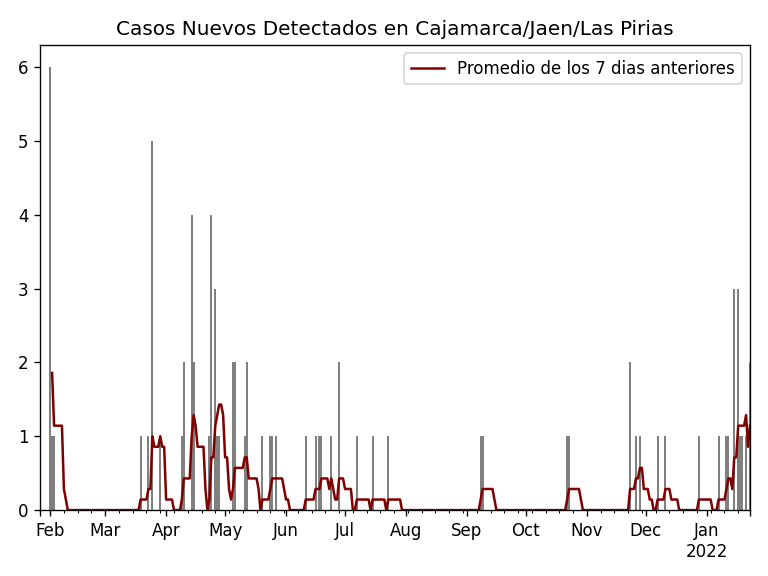 Casos Nuevos Detectados en Cajamarca/Jaen/Las Pirias
Promedio de los 7 dias anteriores
6
5
4
3
2
1
0
Feb Mar Apr May Jun Jul Aug Sep Oct Nov Dec Jan
2022